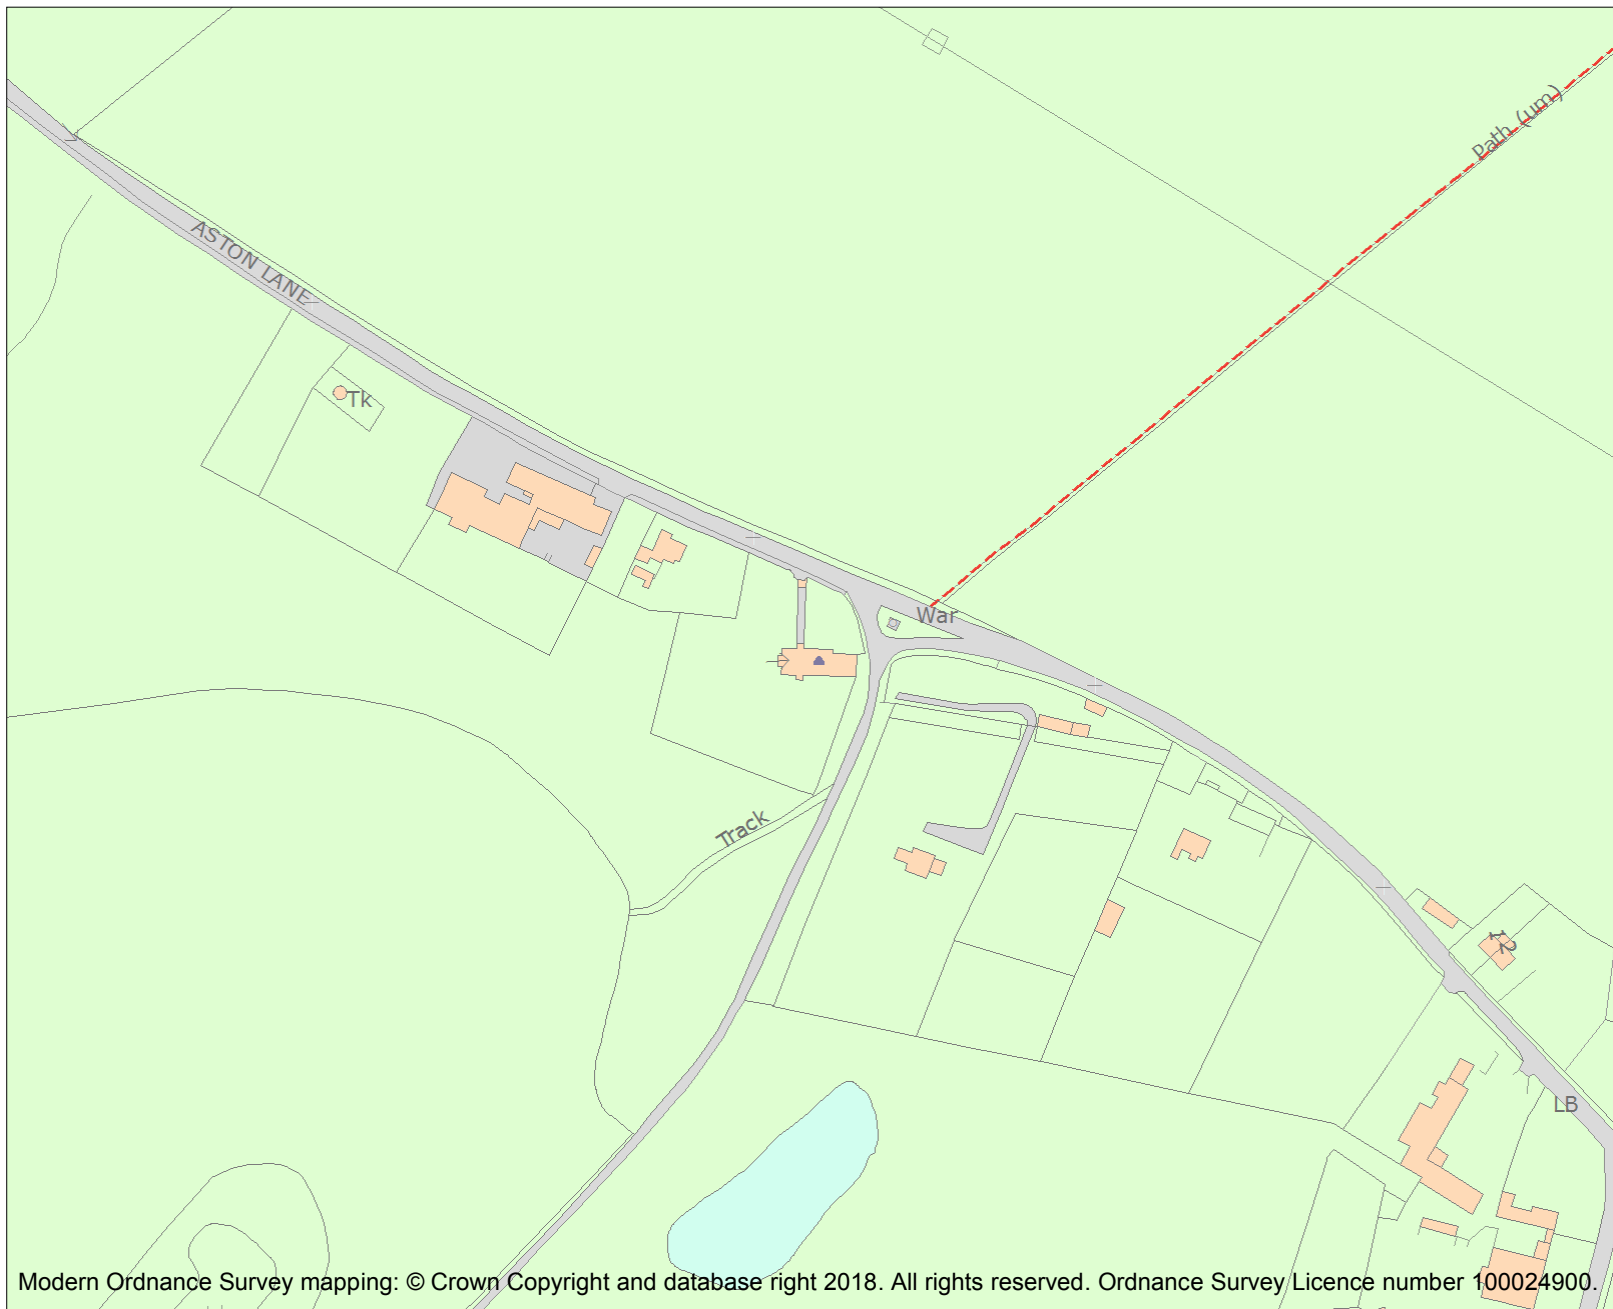 Path (um)
ASTON LANE
Tk
War
Track
12
LB
Modern Ordnance Survey mapping: © Crown Copyright and database right 2018. All rights reserved. Ordnance Survey Licence number 100024900.